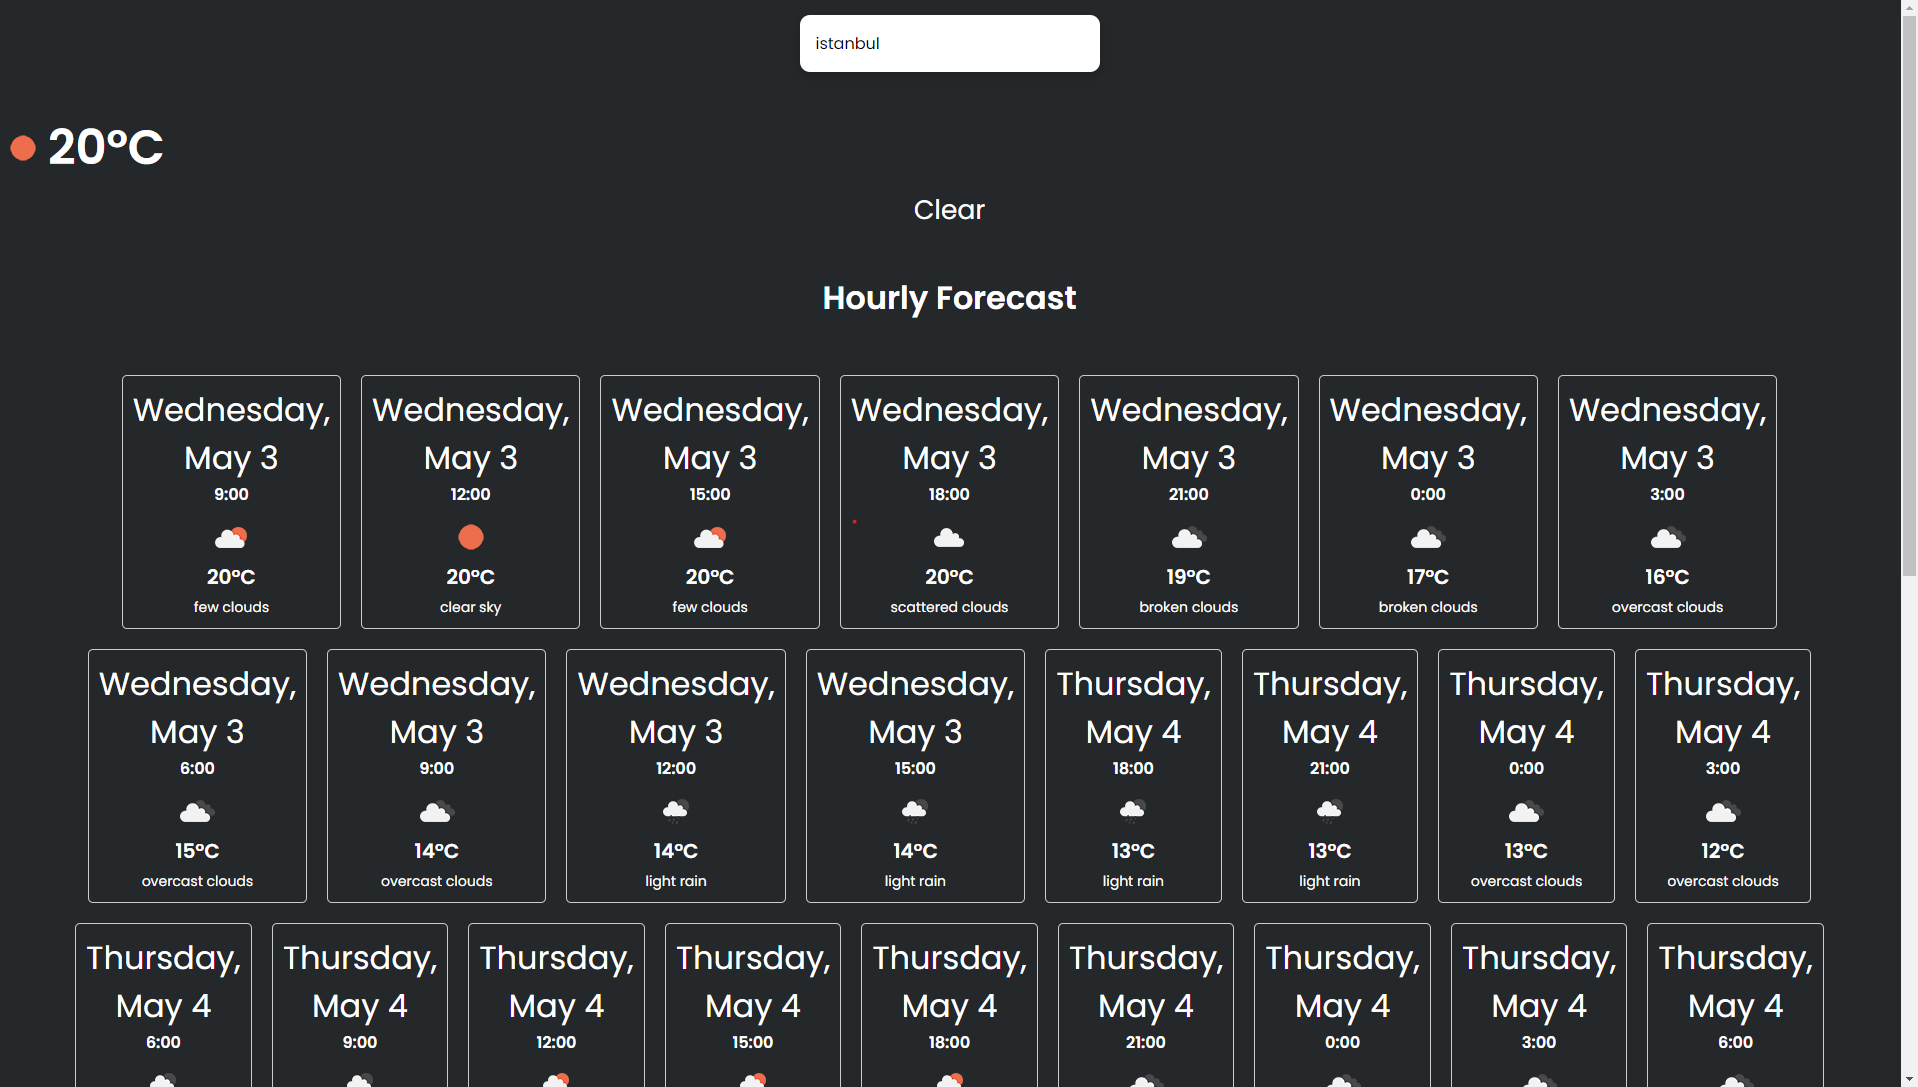 istanbul
20°C
Clear
Hourly Forecast
Wednesday,
May 3
9:00
20°C
few clouds
Wednesday,
May 3
12:00
20°C
clear sky
Wednesday,
May 3
15:00
20°C
few clouds
Wednesday,
May 3
18:00
20°C
scattered clouds
Wednesday,
May 3
21:00
19°C
broken clouds
Wednesday,
May 3
0:00
17°C
broken clouds
Wednesday,
May 3
3:00
16°C
overcast clouds
Wednesday,
May 3
6:00
15°C
overcast clouds
Wednesday,
May 3
9:00
14°C
overcast clouds
Wednesday,
May 3
12:00
14°C
light rain
Wednesday,
May 3
15:00
14°C
light rain
Thursday,
May 4
18:00
13°C
light rain
Thursday,
May 4
21:00
13°C
light rain
Thursday,
May 4
0:00
13°C
overcast clouds
Thursday,
May 4
3:00
12°C
overcast clouds
Thursday,
May 4
6:00
Thursday,
May 4
9:00
Thursday,
May 4
12:00
Thursday,
May 4
15:00
Thursday,
May 4
18:00
Thursday,
May 4
21:00
Thursday,
May 4
0:00
Thursday,
May 4
3:00
Thursday,
May 4
6:00